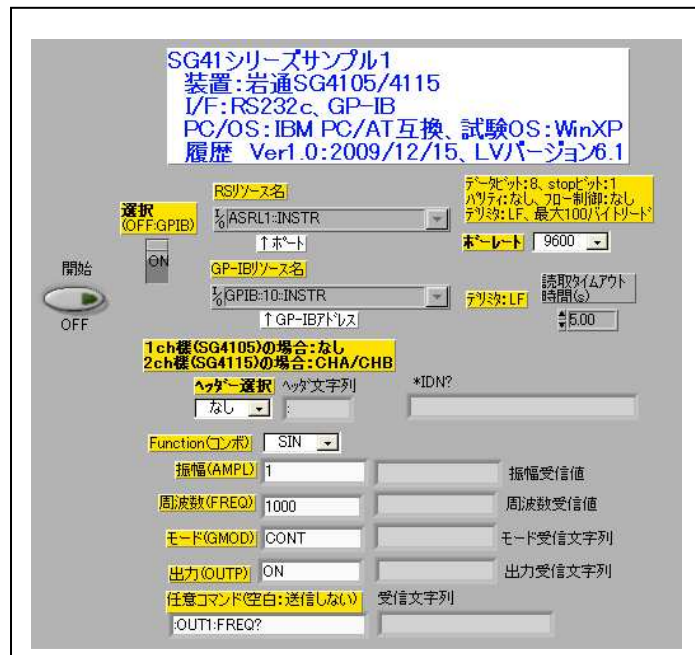 SG41シリーズサンプル1
装置:岩通SG4105/4115
I/F:RS232c、GP-IB
PC/OS:IBM PC/AT互換、試験OS:WinXP
履歴 Ver1.0:2009/12/15、LVバージョン6.1
データビット:8、stopビット:1
パリティ:なし、フロー制御:なし
デリミタ:LF、最大100バイトリード
RSリソース名
選択
(OFF:GPIB)
ASRL1::INSTR
↑ポート
ボーレート 9600
ON
開始
OFF
GP-IBリソース名
GPIB::10::INSTR
↑GP-IBアドレス
デリミタ:LF
読取タイムアウト
時間(s)
5.00
1ch機(SG4105)の場合:なし
2ch機(SG4115)の場合:CHA/CHB
ヘッダー選択 ヘッダ文字列 *IDN?
なし :
Function(コンボ) SIN
振幅(AMPL) 1 振幅受信値
周波数(FREQ) 1000 周波数受信値
モード(GMOD) CONT モード受信文字列
出力(OUTP) ON 出力受信文字列
任意コマンド(空白:送信しない) 受信文字列
:OUT1:FREQ?